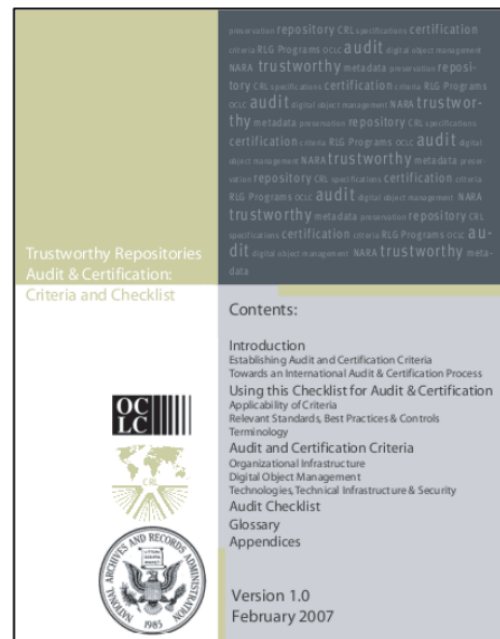 preservation repository CRL specifications certification
criteria RLG Programs OCLC audit digital object management
NARA trustworthy metadata preservation reposi-
tory CRL specifications certification criteria RLG Programs
OCLC audit digital object management NARA trustwor-
thy metadata preservation repository CRL specifications
certification criteria RLG Programs OCLC audit digital
object management NARA trustworthy metadata preser-
vation repository CRL specifications certification criteria
RLG Programs OCLC audit digital object management NARA
trustworthy metadata preservation repository CRL
specifications certification criteria RLG Programs OCLC au-
dit digital object management NARA trustworthy meta-
data
Trustworthy Repositories
Audit & Certification:
Criteria and Checklist
Contents:
Introduction
Establishing Audit and Certification Criteria
Towards an International Audit & Certification Process
Using this Checklist for Audit & Certification
Applicability of Criteria
Relevant Standards, Best Practices & Controls
Terminology
Audit and Certification Criteria
Organizational Infrastructure
Digital Object Management
Technologies, Technical Infrastructure & Security
Audit Checklist
Glossary
Appendices
OC
LC
CRL
NATIONAL ARCHIVES AND RECORDS ADMINISTRATION
LITTERA
SCRIPTA
MANET
1985
Version 1.0
February 2007